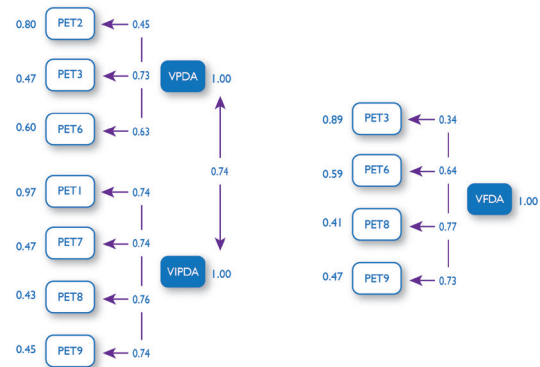 0.80 PET2 0.45
0.47 PET3 0.73 VPDA 1.00
0.60 PET6 0.63
0.74
0.97 PET1 0.74
0.47 PET7 0.74
VIPDA 1.00
0.43 PET8 0.76
0.45 PET9 0.74
0.89 PET3 0.34
0.59 PET6 0.64
VFDA 1.00
0.41 PET8 0.77
0.47 PET9 0.73